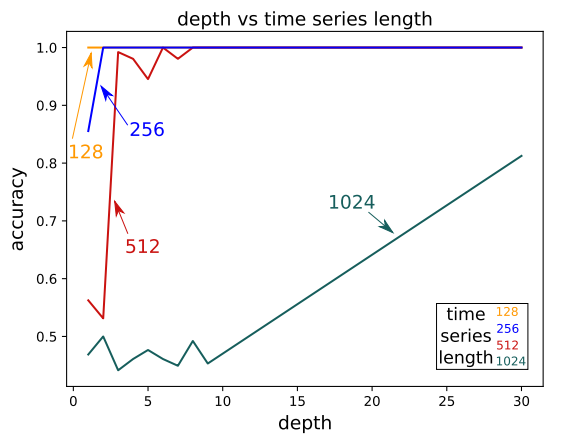 depth vs time series length
accuracy
1.0
0.9
0.8
0.7
0.6
0.5
128
256
512
1024
time
series
length
128
256
512
1024
0 5 10 15 20 25 30
depth